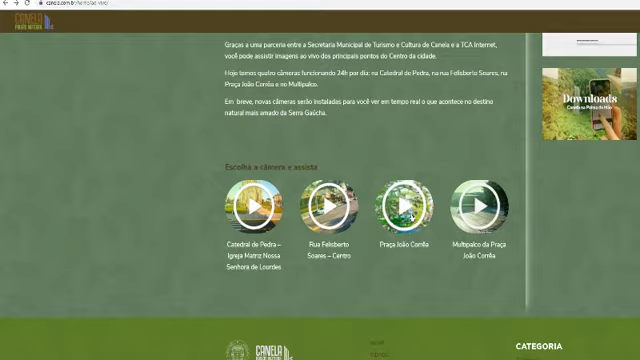 CANELA
Graças a uma parceria entre a Secretaria Municipal de Turismo e Cultura de Canela e a TCA Internet,
você pode assistir imagens ao vivo dos principais pontos do Centro da cidade.
Hoje temos quatro câmeras funcionando 24h por dia: na Catedral de Pedra, na rua Felisberto Soares, na
Praça João Corrêa e no Multipalco.
Em breve, novas câmeras serão instaladas para você ver em tempo real o que acontece no destino
natural mais amado da Serra Gaúcha.
Downloads
Escolha a câmera e assista
Catedral de Pedra –
Igreja Matriz Nossa
Senhora de Lourdes
Rua Felisberto
Soares – Centro
Praça João Corrêa
Multipalco da Praça
João Corrêa
CANELA
CATEGORIA